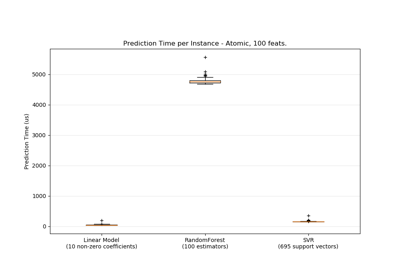 Prediction Time per Instance - Atomic, 100 feats.
Prediction Time (us)
5000
4000
3000
2000
1000
0
Linear Model
(10 non-zero coefficients)
RandomForest
(100 estimators)
SVR
(695 support vectors)